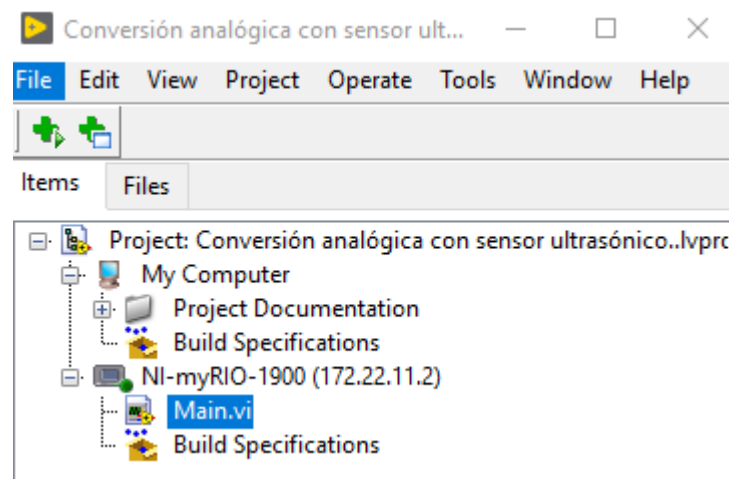 Conversión analógica con sensor ult...
File Edit View Project Operate Tools Window Help
Items Files
Project: Conversión analógica con sensor ultrasónico..lvpro
My Computer
Project Documentation
Build Specifications
NI-myRIO-1900 (172.22.11.2)
Main.vi
Build Specifications